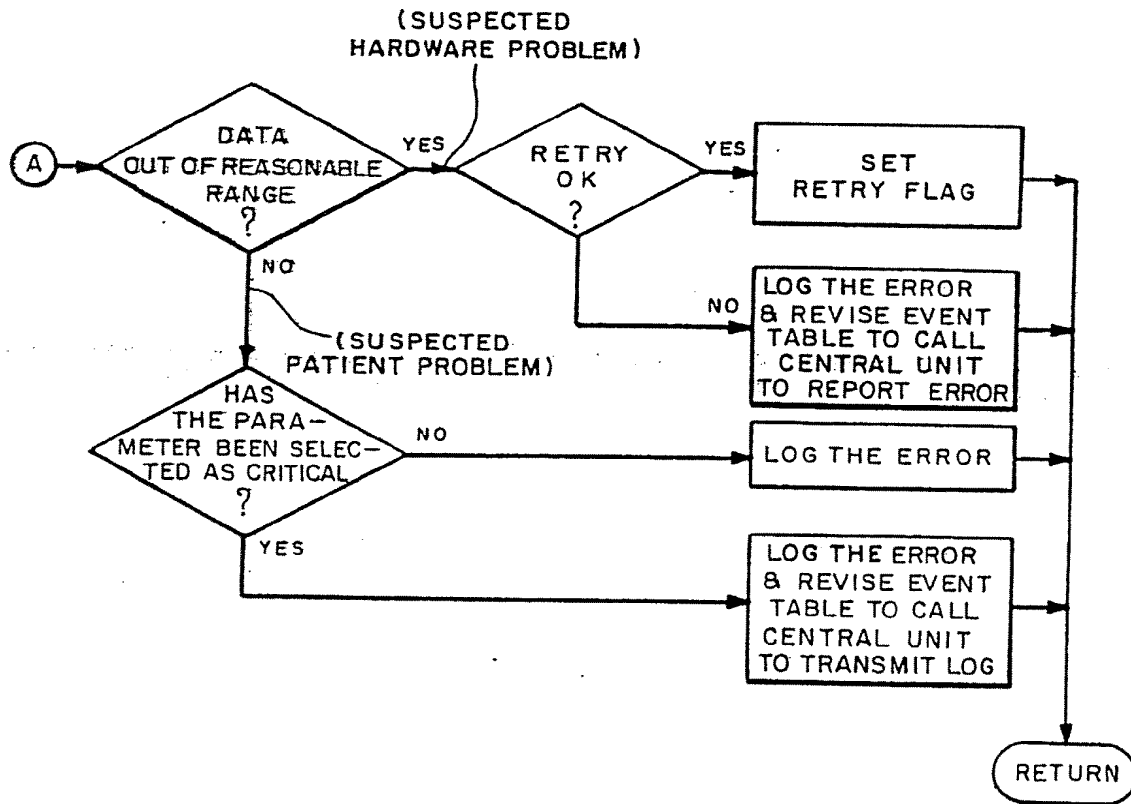 (SUSPECTED
HARDWARE PROBLEM)
A
DATA
OUT OF REASONABLE
RANGE
?
YES
RETRY
OK
?
YES
SET
RETRY FLAG
NO
(SUSPECTED
PATIENT PROBLEM)
NO
LOG THE ERROR
& REVISE EVENT
TABLE TO CALL
CENTRAL UNIT
TO REPORT ERROR
HAS
THE PARA-
METER BEEN SELEC-
TED AS CRITICAL
?
NO
LOG THE ERROR
YES
LOG THE ERROR
& REVISE EVENT
TABLE TO CALL
CENTRAL UNIT
TO TRANSMIT LOG
RETURN